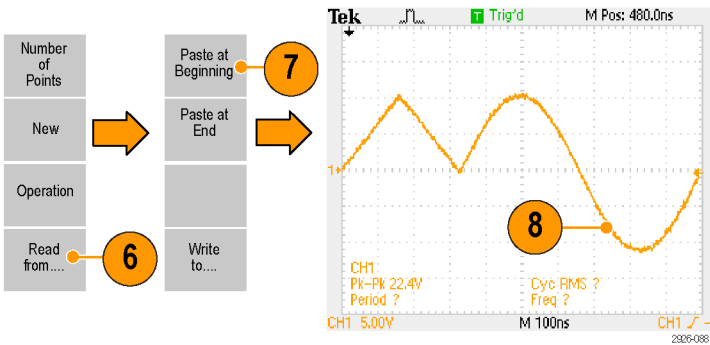 Number
of
Points
New
Operation
Read
from....
6
Paste at
Beginning
7
Paste at
End
Write
to....
Tek
T Trig'd
M Pos: 480.0ns
1
8
CH1
Pk-Pk 22.4V
Cyc RMS ?
Period ?
Freq ?
CH1 5.00V
M 100ns
CH1
2926-088